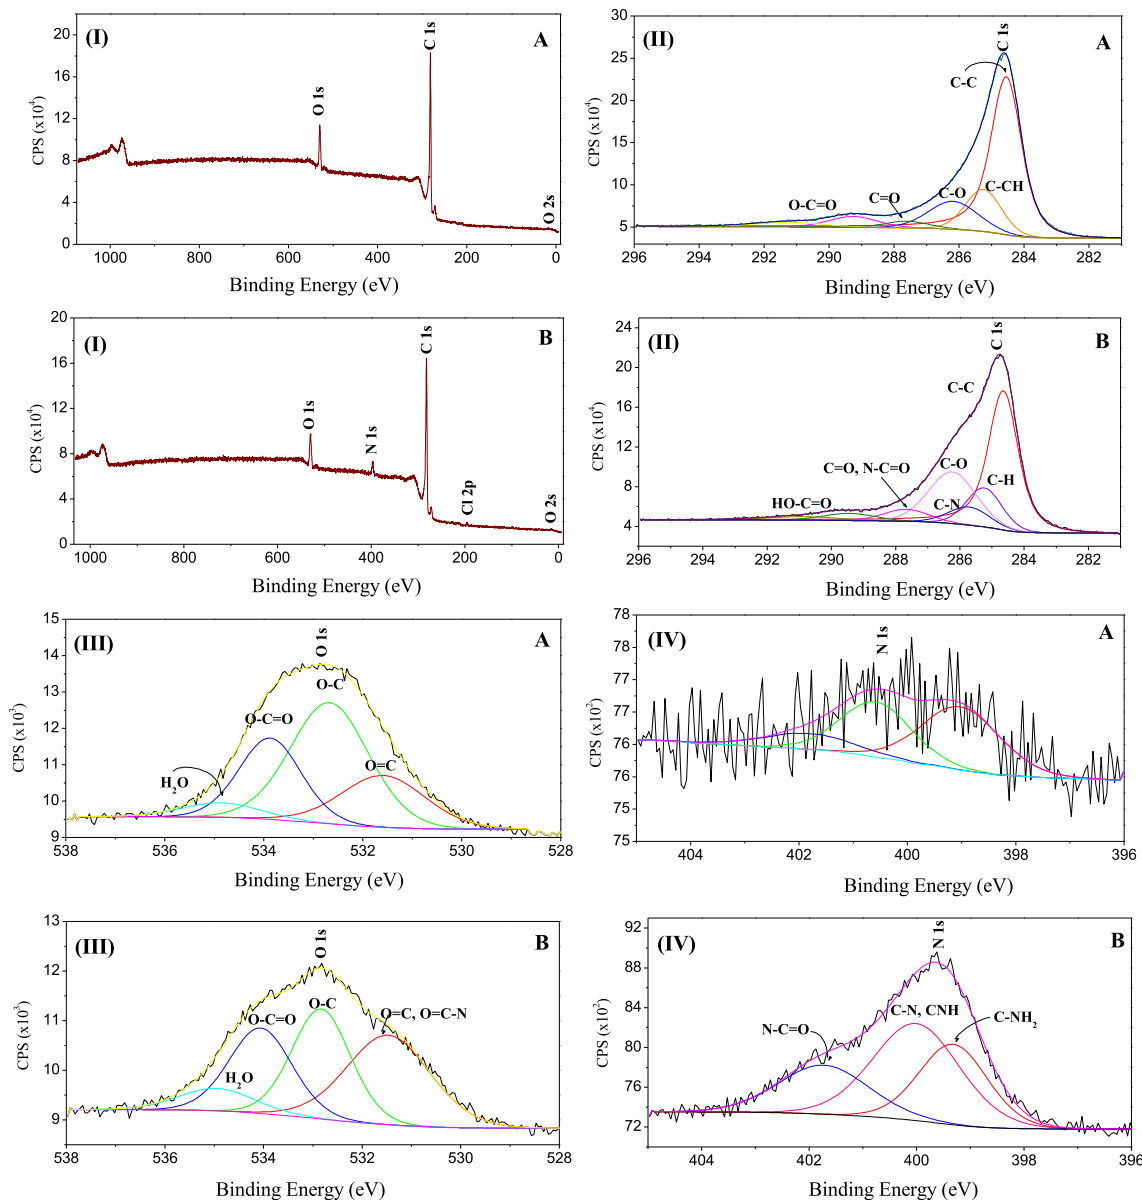 (I)
A
C 1s
O 1s
O 2s
CPS (x10⁴)
20
16
12
8
4
0
1000 800 600 400 200 0
Binding Energy (eV)
(II)
A
C 1s
C-C
O-C=O
C=O
C-O
C-CH
CPS (x10⁴)
30
25
20
15
10
5
296 294 292 290 288 286 284 282
Binding Energy (eV)
(I)
B
C 1s
O 1s
N 1s
Cl 2p
O 2s
CPS (x10⁴)
20
16
12
8
4
0
1000 800 600 400 200 0
Binding Energy (eV)
(II)
B
C 1s
C-C
C=O, N-C=O
C-O
C-H
HO-C=O
C-N
CPS (x10⁴)
24
20
16
12
8
4
296 294 292 290 288 286 284 282
Binding Energy (eV)
(III)
A
O 1s
O-C
O-C=O
O=C
H₂O
CPS (x10³)
15
14
13
12
11
10
9
538 536 534 532 530 528
Binding Energy (eV)
(IV)
A
N 1s
CPS (x10²)
78
77
77
76
76
75
404 402 400 398 396
Binding Energy (eV)
(III)
B
O 1s
O-C=O
O-C
O=C, O=C-N
H₂O
CPS (x10³)
13
12
11
10
9
538 536 534 532 530 528
Binding Energy (eV)
(IV)
B
N 1s
C-N, CNH
N-C=O
C-NH₂
CPS (x10²)
92
88
84
80
76
72
404 402 400 398 396
Binding Energy (eV)